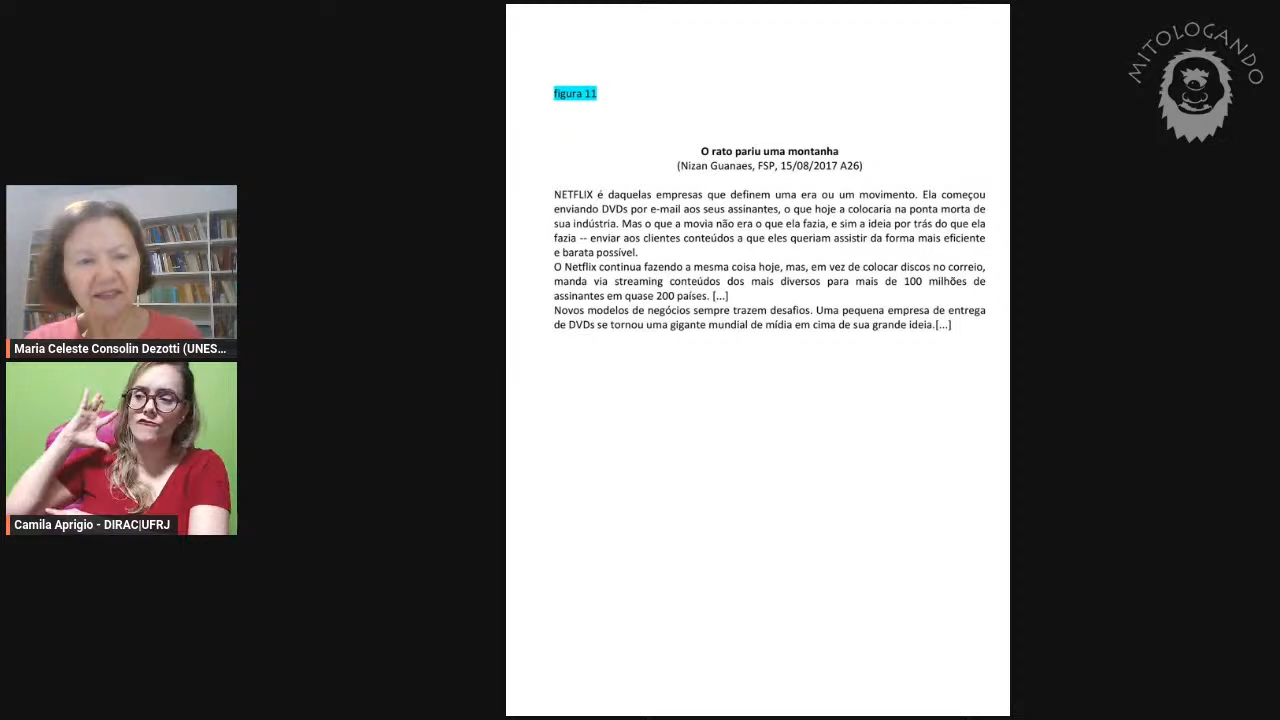 MITOLOGANDO
figura 11
O rato pariu uma montanha
(Nizan Guanaes, FSP, 15/08/2017 A26)
NETFLIX é daquelas empresas que definem uma era ou um movimento. Ela começou
enviando DVDs por e-mail aos seus assinantes, o que hoje a colocaria na ponta morta de
sua indústria. Mas o que a movia não era o que ela fazia, e sim a ideia por trás do que ela
fazia -- enviar aos clientes conteúdos a que eles queriam assistir da forma mais eficiente
e barata possível.
O Netflix continua fazendo a mesma coisa hoje, mas, em vez de colocar discos no correio,
manda via streaming conteúdos dos mais diversos para mais de 100 milhões de
assinantes em quase 200 países. [...]
Novos modelos de negócios sempre trazem desafios. Uma pequena empresa de entrega
de DVDs se tornou uma gigante mundial de mídia em cima de sua grande ideia.[...]
Maria Celeste Consolin Dezotti (UNES...
Camila Aprigio - DIRAC|UFRJ